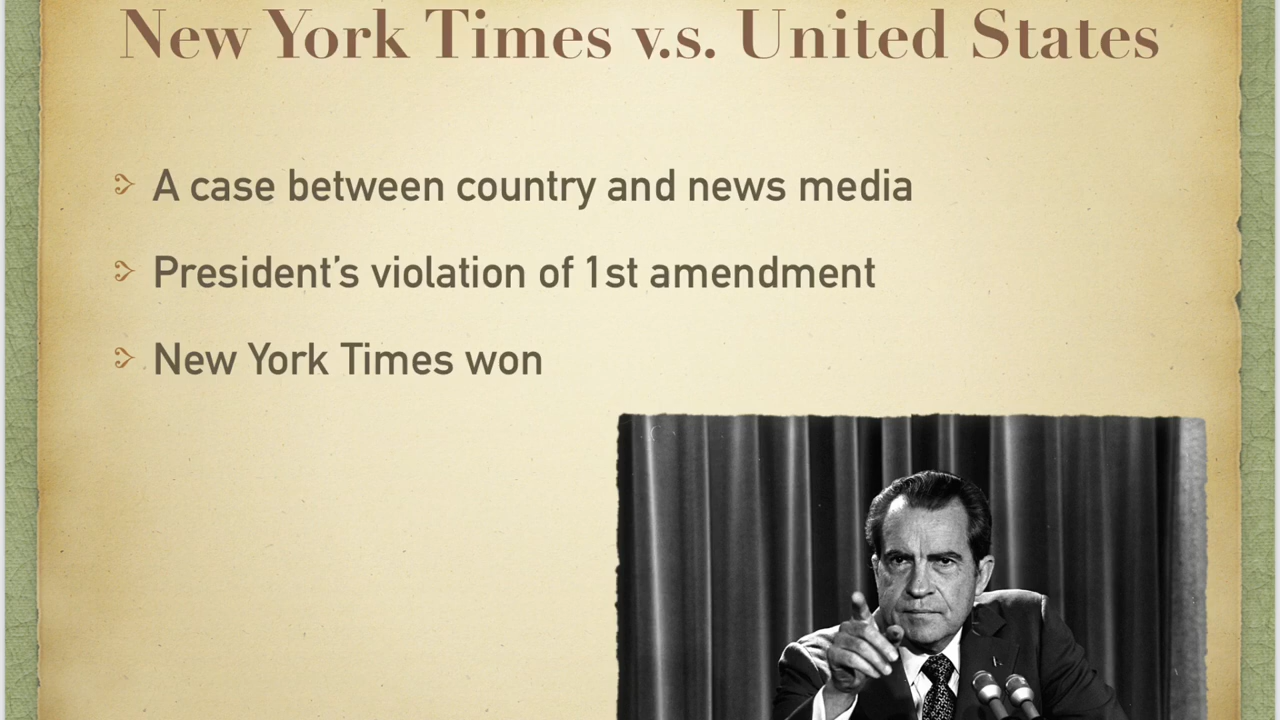 New York Times v.s. United States
A case between country and news media
President’s violation of 1st amendment
New York Times won